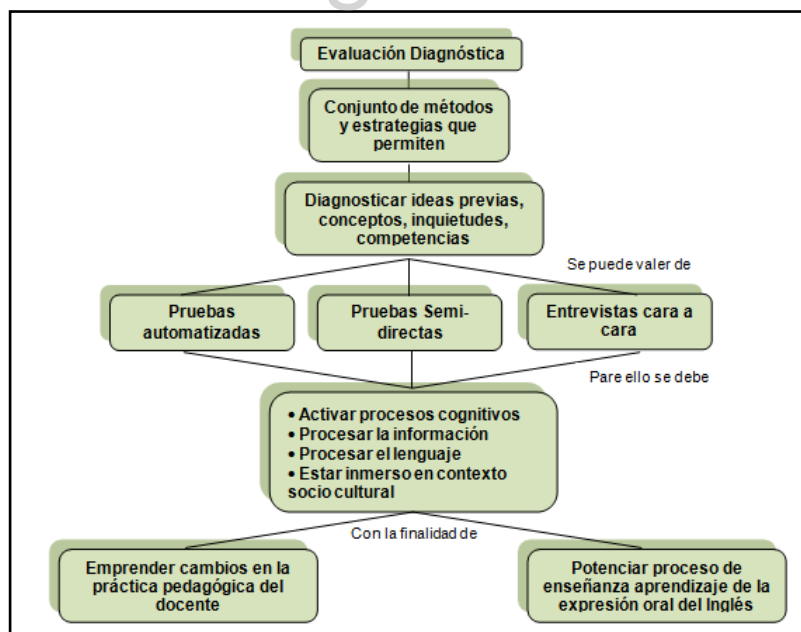 Evaluación Diagnóstica
Conjunto de métodos
y estrategias que
permiten
Diagnosticar ideas previas,
conceptos, inquietudes,
competencias
Se puede valer de
Pruebas
automatizadas
Pruebas Semi-
directas
Entrevistas cara a
cara
Pare ello se debe
• Activar procesos cognitivos
• Procesar la información
• Procesar el lenguaje
• Estar inmerso en contexto
socio cultural
Con la finalidad de
Emprender cambios en la
práctica pedagógica del
docente
Potenciar proceso de
enseñanza aprendizaje de la
expresión oral del Inglés